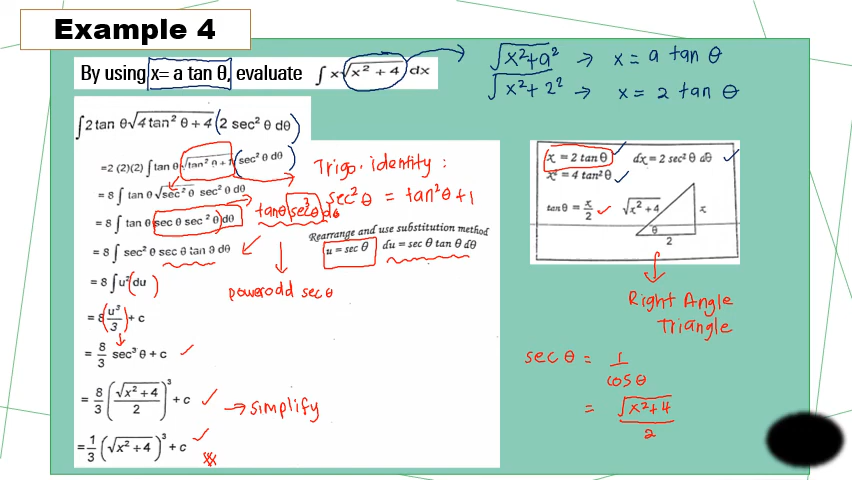 Example 4
By using x= a tan θ, evaluate ∫ x√(x² + 4) dx
√(x²+a²) → x = a tan θ
√(x²+2²) → x = 2 tan θ
∫ 2 tan θ √(4 tan² θ + 4) (2 sec² θ dθ)
=2 (2)(2) ∫ tan θ √(tan² θ + 1) (sec² θ dθ)
Trigo. identity :
= 8 ∫ tan θ √(sec² θ) sec² θ dθ
sec²θ = tan²θ +1
= 8 ∫ tan θ sec θ sec² θ dθ
tanθ sec³θ dθ
Rearrange and use substitution method
= 8 ∫ sec² θ sec θ tan θ dθ
u = sec θ du = sec θ tan θ dθ
= 8 ∫ u² (du)
power odd sec θ
= 8 (u³/3) + c
= 8/3 sec³ θ + c
= 8/3 (√(x² + 4)/2)³ + c
→ simplify
= 1/3 (√(x² + 4))³ + c
x = 2 tan θ dx = 2 sec² θ dθ
x² = 4 tan² θ
tan θ = x/2
√(x² + 4)
x
θ
2
Right Angle
Triangle
sec θ = 1/cos θ
= √(x²+4)/2